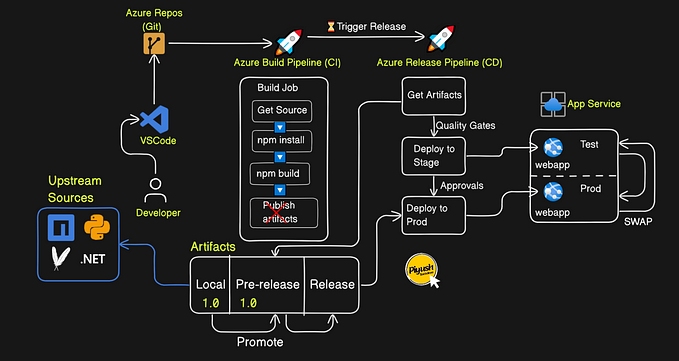 Azure Repos
(Git)
⏳Trigger Release
Azure Build Pipeline (CI)
Azure Release Pipeline (CD)
Build Job
Get Source
npm install
npm build
Publish
artifacts
Get Artifacts
Quality Gates
Deploy to
Stage
Approvals
Deploy to
Prod
App Service
Test
webapp
Prod
webapp
SWAP
VSCode
Developer
Upstream
Sources
.NET
Artifacts
Local
1.0
Pre-release
1.0
Release
Promote
Piyush